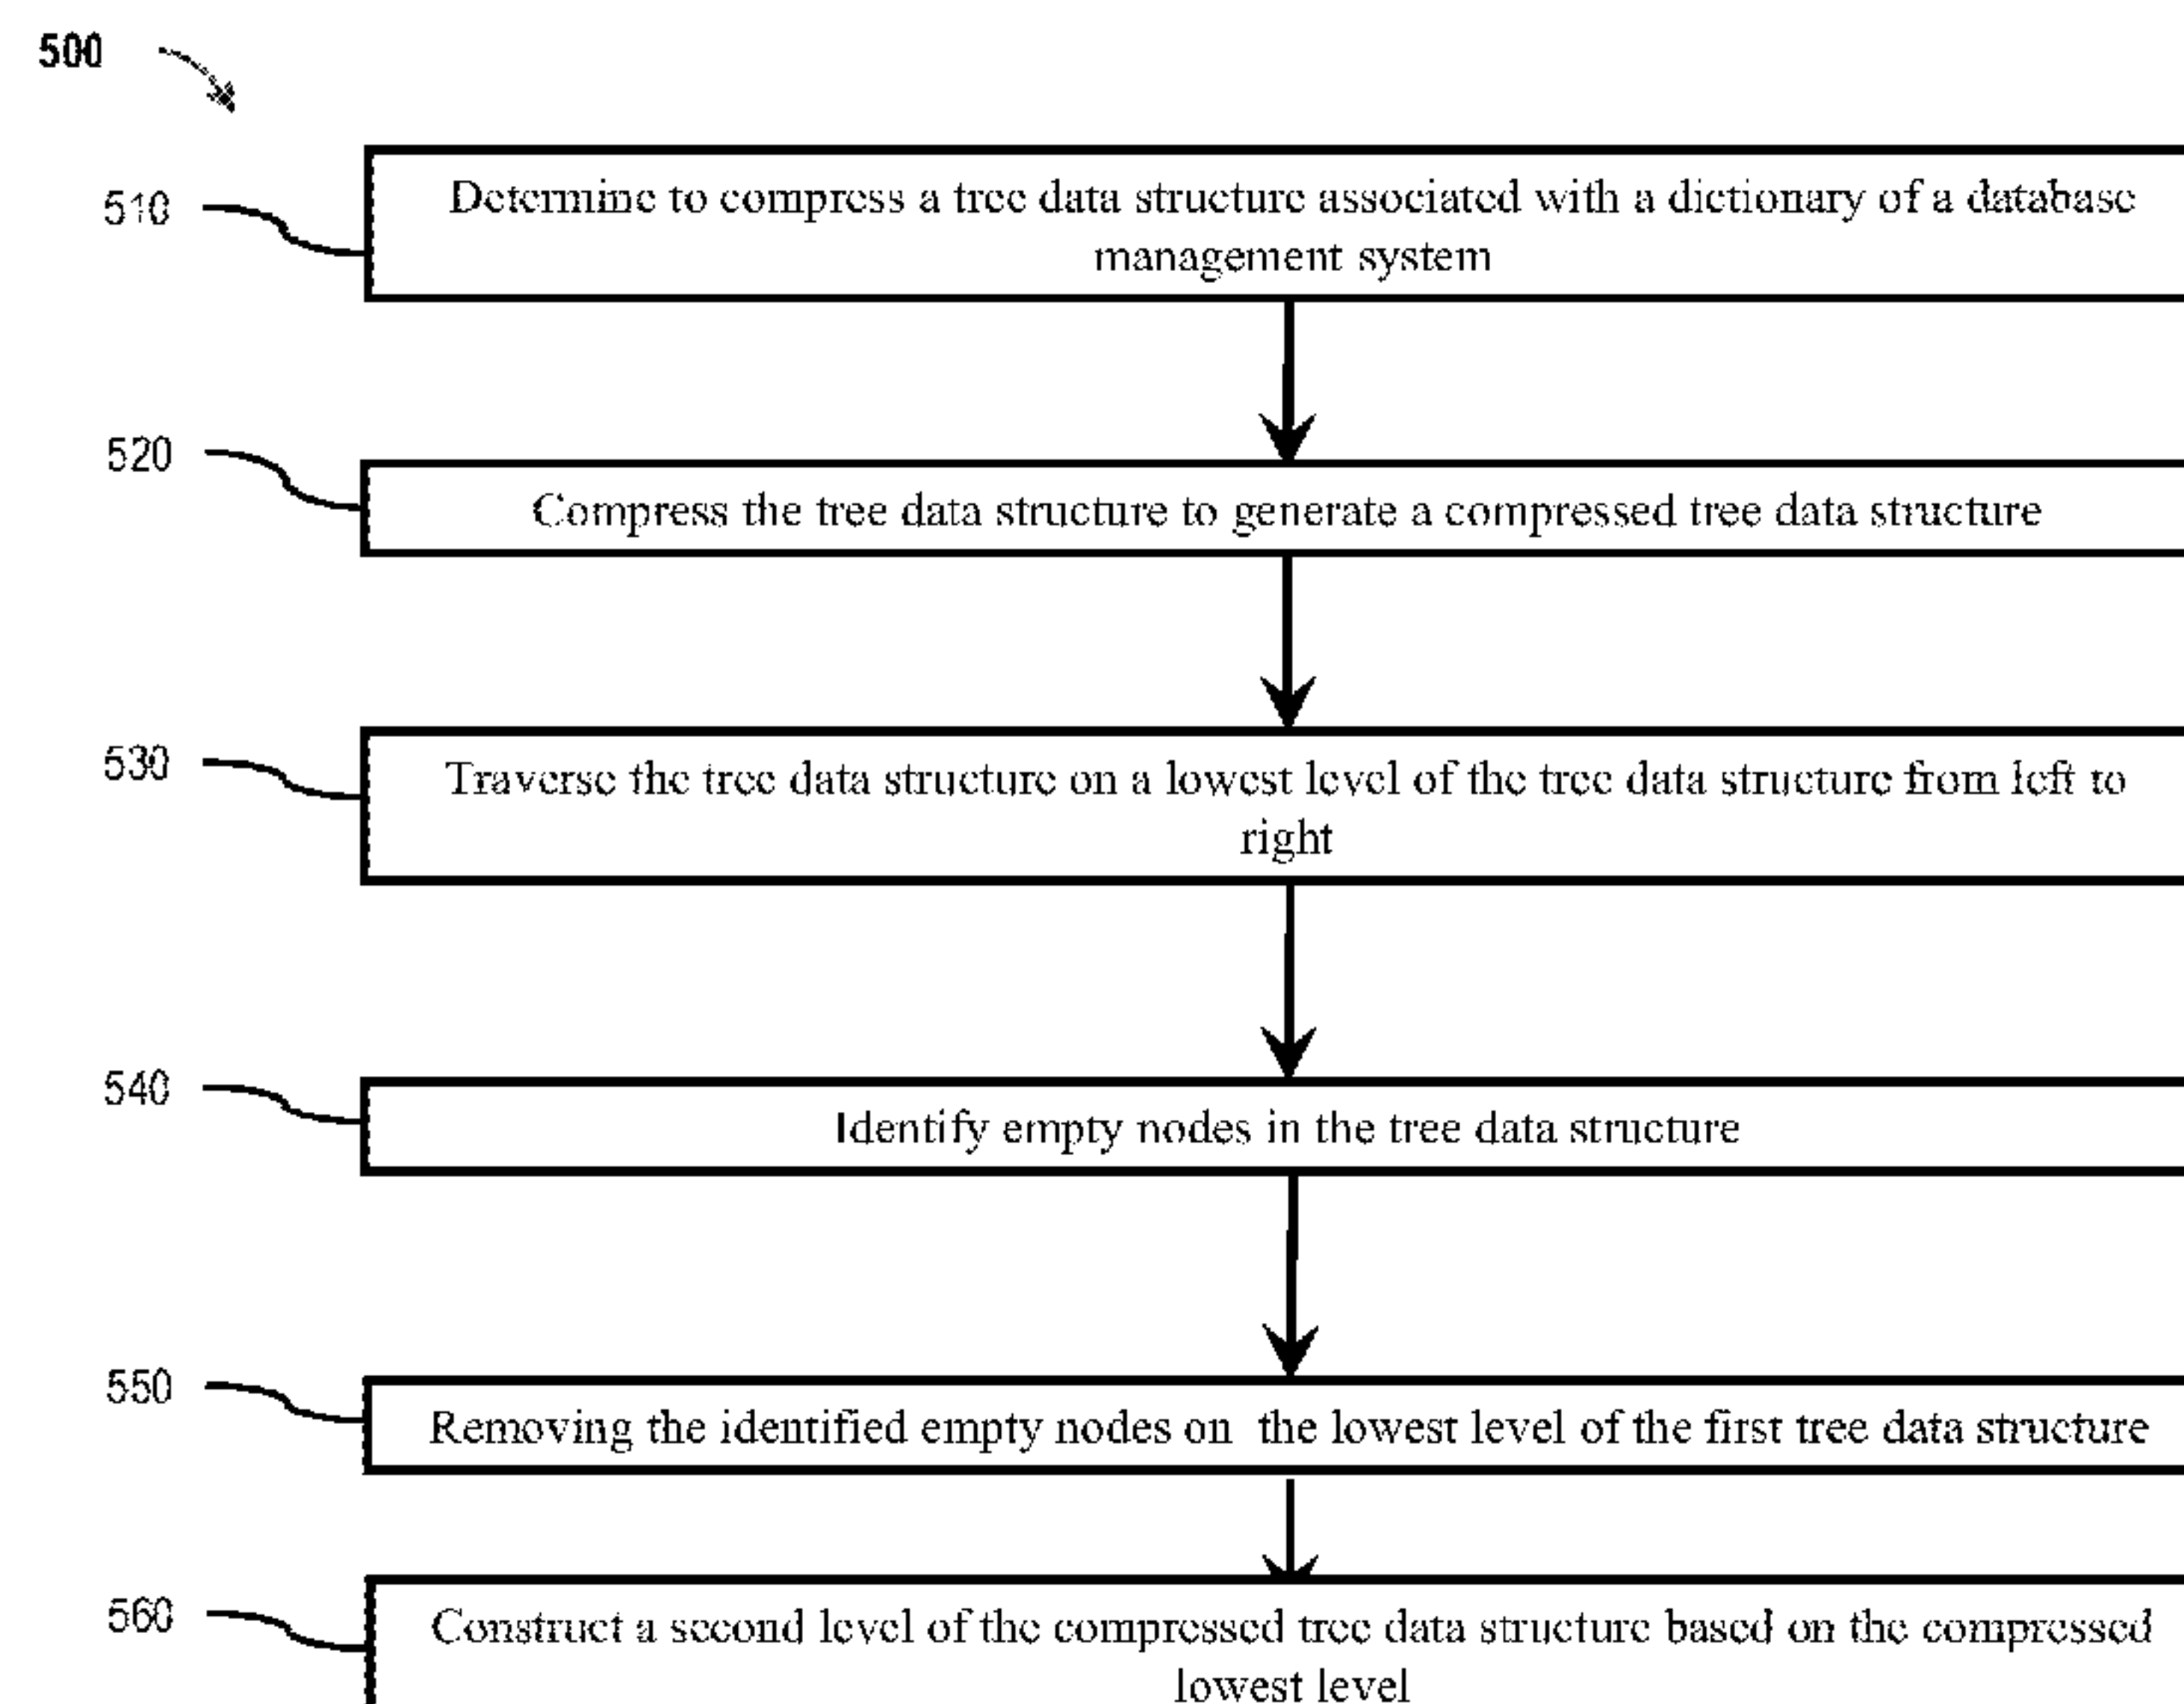 500
510
Determine to compress a tree data structure associated with a dictionary of a database
management system
520
Compress the tree data structure to generate a compressed tree data structure
530
Traverse the tree data structure on a lowest level of the tree data structure from left to
right
540
Identify empty nodes in the tree data structure
550
Removing the identified empty nodes on the lowest level of the first tree data structure
560
Construct a second level of the compressed tree data structure based on the compressed
lowest level